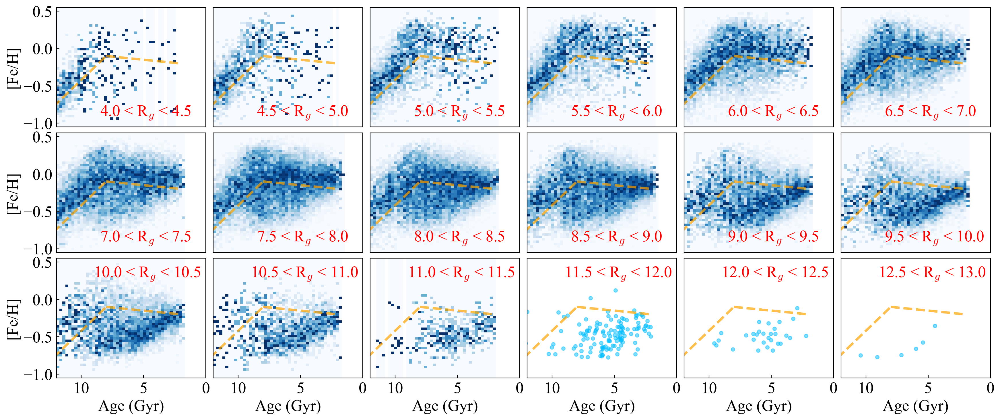 [Fe/H]
0.5
0.0
−0.5
−1.0
4.0 < R_g < 4.5
4.5 < R_g < 5.0
5.0 < R_g < 5.5
5.5 < R_g < 6.0
6.0 < R_g < 6.5
6.5 < R_g < 7.0
[Fe/H]
0.5
0.0
−0.5
−1.0
7.0 < R_g < 7.5
7.5 < R_g < 8.0
8.0 < R_g < 8.5
8.5 < R_g < 9.0
9.0 < R_g < 9.5
9.5 < R_g < 10.0
[Fe/H]
0.5
0.0
−0.5
−1.0
10.0 < R_g < 10.5
10.5 < R_g < 11.0
11.0 < R_g < 11.5
11.5 < R_g < 12.0
12.0 < R_g < 12.5
12.5 < R_g < 13.0
10 5 0
10 5 0
10 5 0
10 5 0
10 5 0
10 5 0
Age (Gyr)
Age (Gyr)
Age (Gyr)
Age (Gyr)
Age (Gyr)
Age (Gyr)